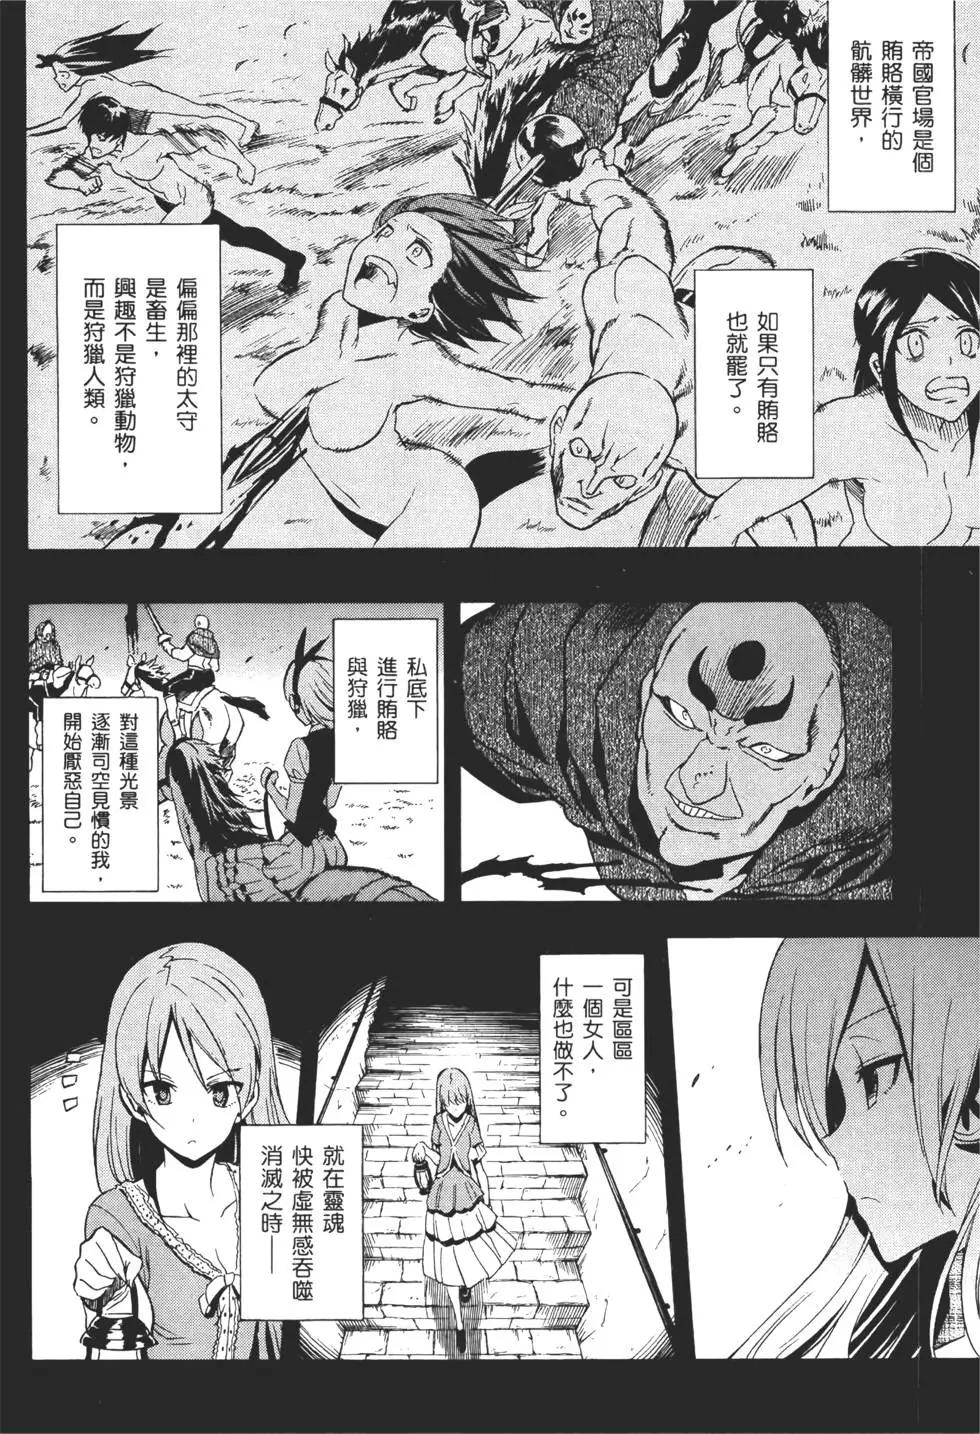 帝國官場是個
賄賂橫行的
骯髒世界，
如果只有賄賂
也就罷了。
偏偏那裡的太守
是畜生，
興趣不是狩獵動物，
而是狩獵人類。
私底下
進行賄賂
與狩獵，
對這種光景
逐漸司空見慣的我，
開始厭惡自己。
可是區區
一個女人，
什麼也做不了。
就在靈魂
快被虛無感吞噬
消滅之時──